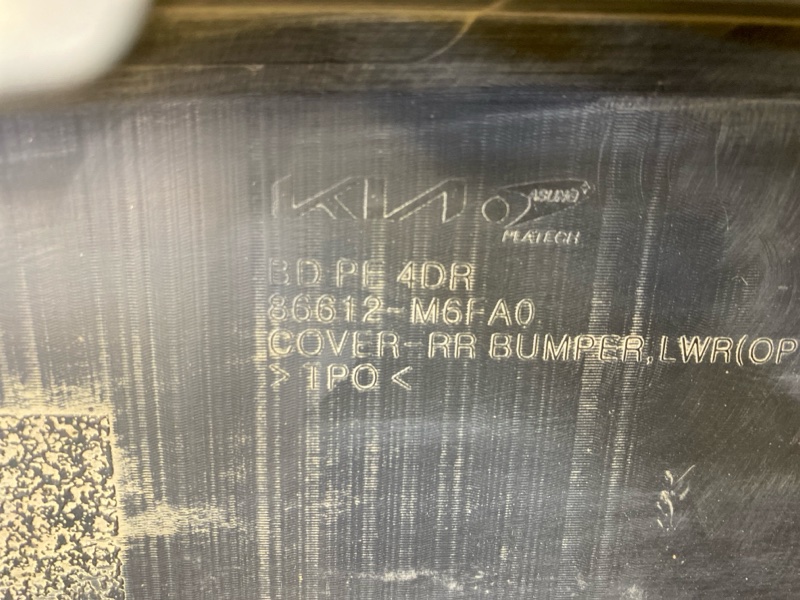 KIA ASUNG
PLATECH
BD PE 4DR
86612-M6FA0
COVER-RR BUMPER,LWR(OP
>TPO<